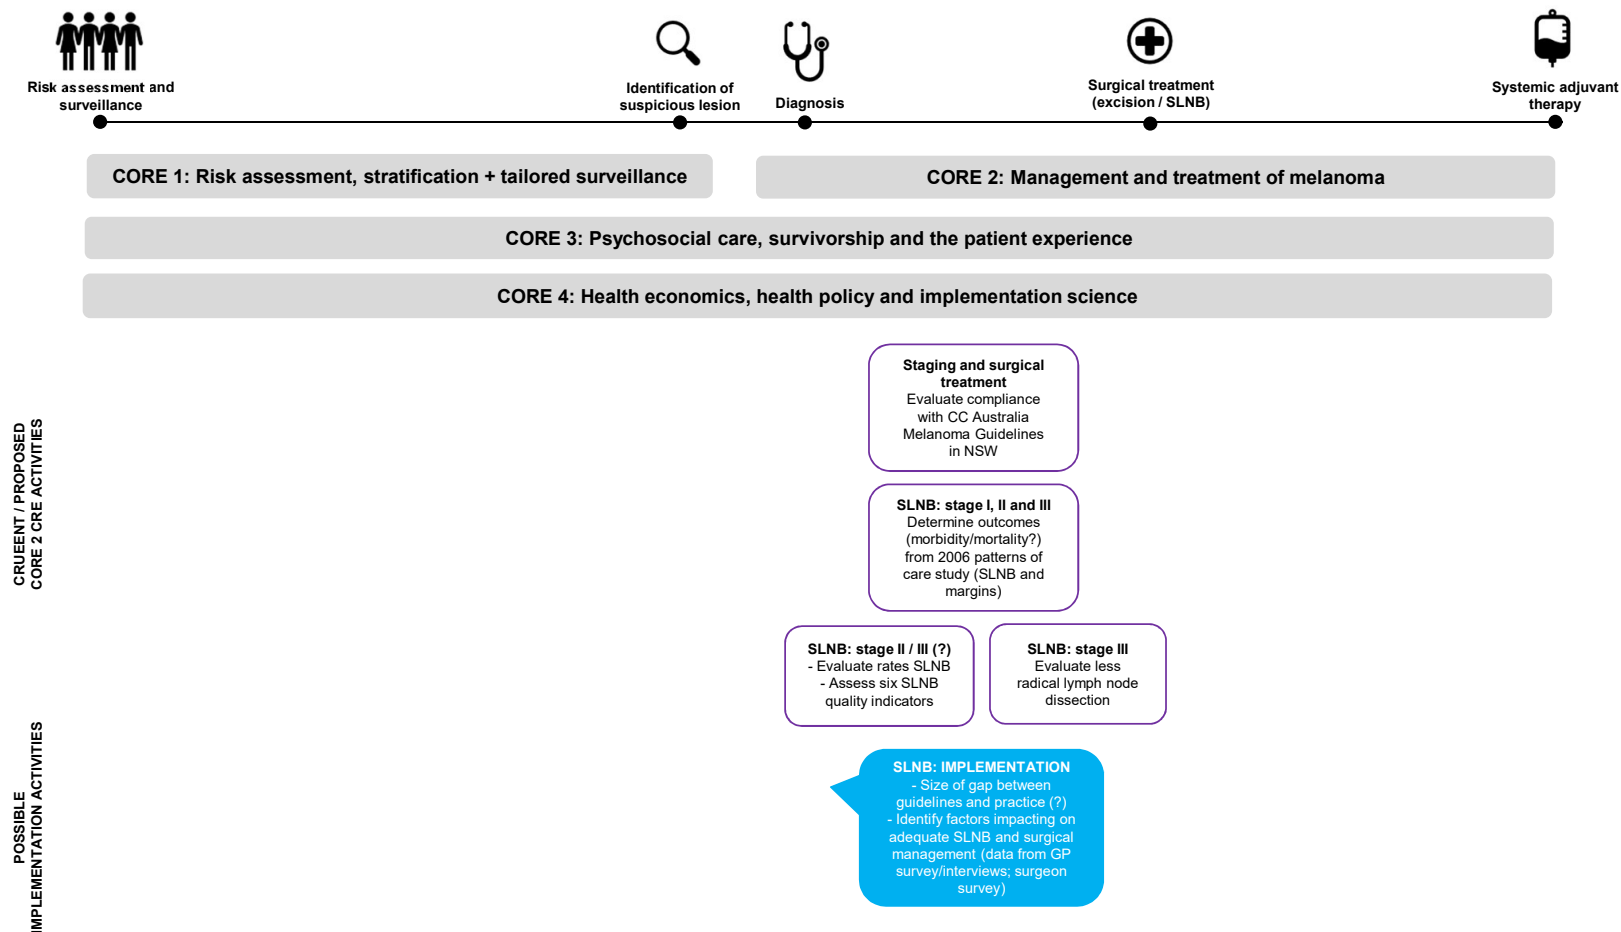 Risk assessment and
surveillance
Identification of
suspicious lesion
Diagnosis
Surgical treatment
(excision / SLNB)
Systemic adjuvant
therapy
CORE 1: Risk assessment, stratification + tailored surveillance
CORE 2: Management and treatment of melanoma
CORE 3: Psychosocial care, survivorship and the patient experience
CORE 4: Health economics, health policy and implementation science
CRUEENT / PROPOSED
CORE 2 CRE ACTIVITIES
Staging and surgical
treatment
Evaluate compliance
with CC Australia
Melanoma Guidelines
in NSW
SLNB: stage I, II and III
Determine outcomes
(morbidity/mortality?)
from 2006 patterns of
care study (SLNB and
margins)
SLNB: stage II / III (?)
- Evaluate rates SLNB
- Assess six SLNB
quality indicators
SLNB: stage III
Evaluate less
radical lymph node
dissection
POSSIBLE
IMPLEMENTATION ACTIVITIES
SLNB: IMPLEMENTATION
- Size of gap between
guidelines and practice (?)
- Identify factors impacting on
adequate SLNB and surgical
management (data from GP
survey/interviews; surgeon
survey)